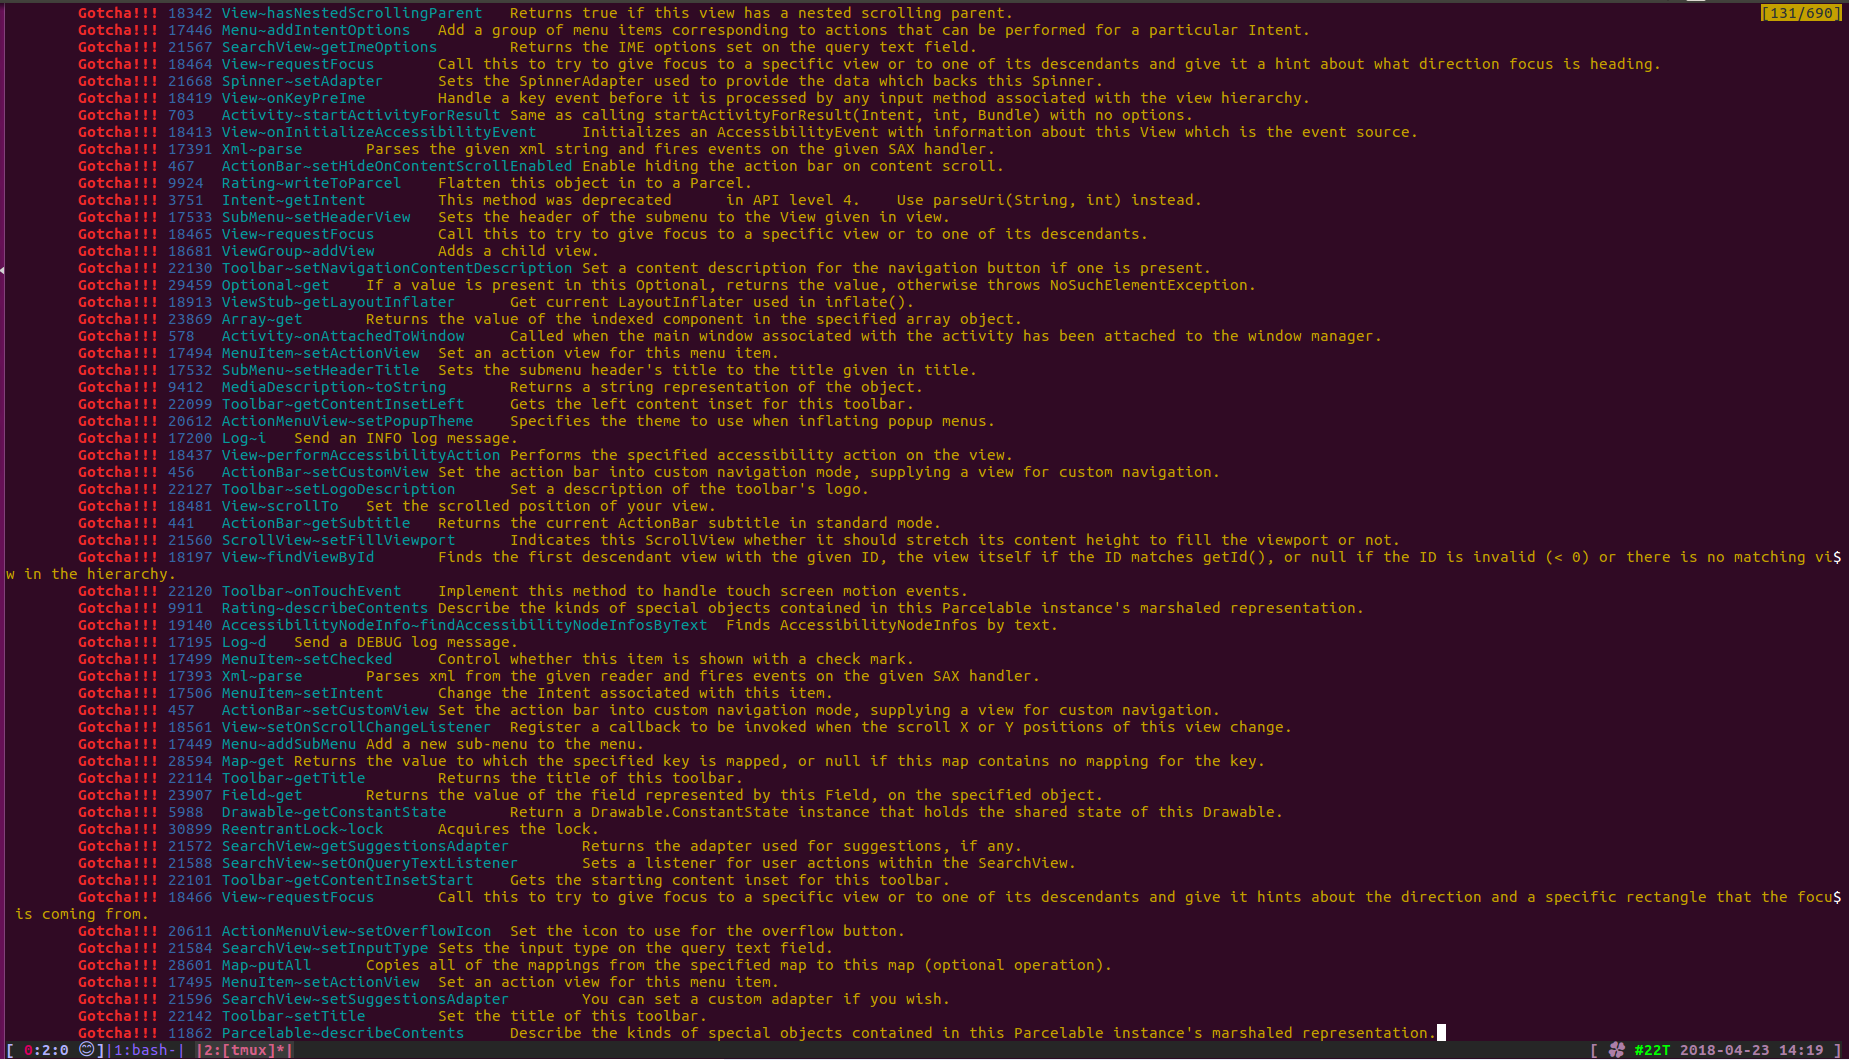 Gotcha!!! 18342 View~hasNestedScrollingParent Returns true if this view has a nested scrolling parent. [131/690]
Gotcha!!! 17446 Menu~addIntentOptions Add a group of menu items corresponding to actions that can be performed for a particular Intent.
Gotcha!!! 21567 SearchView~getImeOptions Returns the IME options set on the query text field.
Gotcha!!! 18464 View~requestFocus Call this to try to give focus to a specific view or to one of its descendants and give it a hint about what direction focus is heading.
Gotcha!!! 21668 Spinner~setAdapter Sets the SpinnerAdapter used to provide the data which backs this Spinner.
Gotcha!!! 18419 View~onKeyPreIme Handle a key event before it is processed by any input method associated with the view hierarchy.
Gotcha!!! 703 Activity~startActivityForResult Same as calling startActivityForResult(Intent, int, Bundle) with no options.
Gotcha!!! 18413 View~onInitializeAccessibilityEvent Initializes an AccessibilityEvent with information about this View which is the event source.
Gotcha!!! 17391 Xml~parse Parses the given xml string and fires events on the given SAX handler.
Gotcha!!! 467 ActionBar~setHideOnContentScrollEnabled Enable hiding the action bar on content scroll.
Gotcha!!! 9924 Rating~writeToParcel Flatten this object in to a Parcel.
Gotcha!!! 3751 Intent~getIntent This method was deprecated in API level 4. Use parseUri(String, int) instead.
Gotcha!!! 17533 SubMenu~setHeaderView Sets the header of the submenu to the View given in view.
Gotcha!!! 18465 View~requestFocus Call this to try to give focus to a specific view or to one of its descendants.
Gotcha!!! 18681 ViewGroup~addView Adds a child view.
Gotcha!!! 22130 Toolbar~setNavigationContentDescription Set a content description for the navigation button if one is present.
Gotcha!!! 29459 Optional~get If a value is present in this Optional, returns the value, otherwise throws NoSuchElementException.
Gotcha!!! 18913 ViewStub~getLayoutInflater Get current LayoutInflater used in inflate().
Gotcha!!! 23869 Array~get Returns the value of the indexed component in the specified array object.
Gotcha!!! 578 Activity~onAttachedToWindow Called when the main window associated with the activity has been attached to the window manager.
Gotcha!!! 17494 MenuItem~setActionView Set an action view for this menu item.
Gotcha!!! 17532 SubMenu~setHeaderTitle Sets the submenu header's title to the title given in title.
Gotcha!!! 9412 MediaDescription~toString Returns a string representation of the object.
Gotcha!!! 22099 Toolbar~getContentInsetLeft Gets the left content inset for this toolbar.
Gotcha!!! 20612 ActionMenuView~setPopupTheme Specifies the theme to use when inflating popup menus.
Gotcha!!! 17200 Log~i Send an INFO log message.
Gotcha!!! 18437 View~performAccessibilityAction Performs the specified accessibility action on the view.
Gotcha!!! 456 ActionBar~setCustomView Set the action bar into custom navigation mode, supplying a view for custom navigation.
Gotcha!!! 22127 Toolbar~setLogoDescription Set a description of the toolbar's logo.
Gotcha!!! 18481 View~scrollTo Set the scrolled position of your view.
Gotcha!!! 441 ActionBar~getSubtitle Returns the current ActionBar subtitle in standard mode.
Gotcha!!! 21560 ScrollView~setFillViewport Indicates this ScrollView whether it should stretch its content height to fill the viewport or not.
Gotcha!!! 18197 View~findViewById Finds the first descendant view with the given ID, the view itself if the ID matches getId(), or null if the ID is invalid (< 0) or there is no matching vi$
w in the hierarchy.
Gotcha!!! 22120 Toolbar~onTouchEvent Implement this method to handle touch screen motion events.
Gotcha!!! 9911 Rating~describeContents Describe the kinds of special objects contained in this Parcelable instance's marshaled representation.
Gotcha!!! 19140 AccessibilityNodeInfo~findAccessibilityNodeInfosByText Finds AccessibilityNodeInfos by text.
Gotcha!!! 17195 Log~d Send a DEBUG log message.
Gotcha!!! 17499 MenuItem~setChecked Control whether this item is shown with a check mark.
Gotcha!!! 17393 Xml~parse Parses xml from the given reader and fires events on the given SAX handler.
Gotcha!!! 17506 MenuItem~setIntent Change the Intent associated with this item.
Gotcha!!! 457 ActionBar~setCustomView Set the action bar into custom navigation mode, supplying a view for custom navigation.
Gotcha!!! 18561 View~setOnScrollChangeListener Register a callback to be invoked when the scroll X or Y positions of this view change.
Gotcha!!! 17449 Menu~addSubMenu Add a new sub-menu to the menu.
Gotcha!!! 28594 Map~get Returns the value to which the specified key is mapped, or null if this map contains no mapping for the key.
Gotcha!!! 22114 Toolbar~getTitle Returns the title of this toolbar.
Gotcha!!! 23907 Field~get Returns the value of the field represented by this Field, on the specified object.
Gotcha!!! 5988 Drawable~getConstantState Return a Drawable.ConstantState instance that holds the shared state of this Drawable.
Gotcha!!! 30899 ReentrantLock~lock Acquires the lock.
Gotcha!!! 21572 SearchView~getSuggestionsAdapter Returns the adapter used for suggestions, if any.
Gotcha!!! 21588 SearchView~setOnQueryTextListener Sets a listener for user actions within the SearchView.
Gotcha!!! 22101 Toolbar~getContentInsetStart Gets the starting content inset for this toolbar.
Gotcha!!! 18466 View~requestFocus Call this to try to give focus to a specific view or to one of its descendants and give it hints about the direction and a specific rectangle that the focu$
is coming from.
Gotcha!!! 20611 ActionMenuView~setOverflowIcon Set the icon to use for the overflow button.
Gotcha!!! 21584 SearchView~setInputType Sets the input type on the query text field.
Gotcha!!! 28601 Map~putAll Copies all of the mappings from the specified map to this map (optional operation).
Gotcha!!! 17495 MenuItem~setActionView Set an action view for this menu item.
Gotcha!!! 21596 SearchView~setSuggestionsAdapter You can set a custom adapter if you wish.
Gotcha!!! 22142 Toolbar~setTitle Set the title of this toolbar.
Gotcha!!! 11862 Parcelable~describeContents Describe the kinds of special objects contained in this Parcelable instance's marshaled representation.
[ 0:2:0 😊]|1:bash-| |2:[tmux]*| [ #22T 2018-04-23 14:19 ]